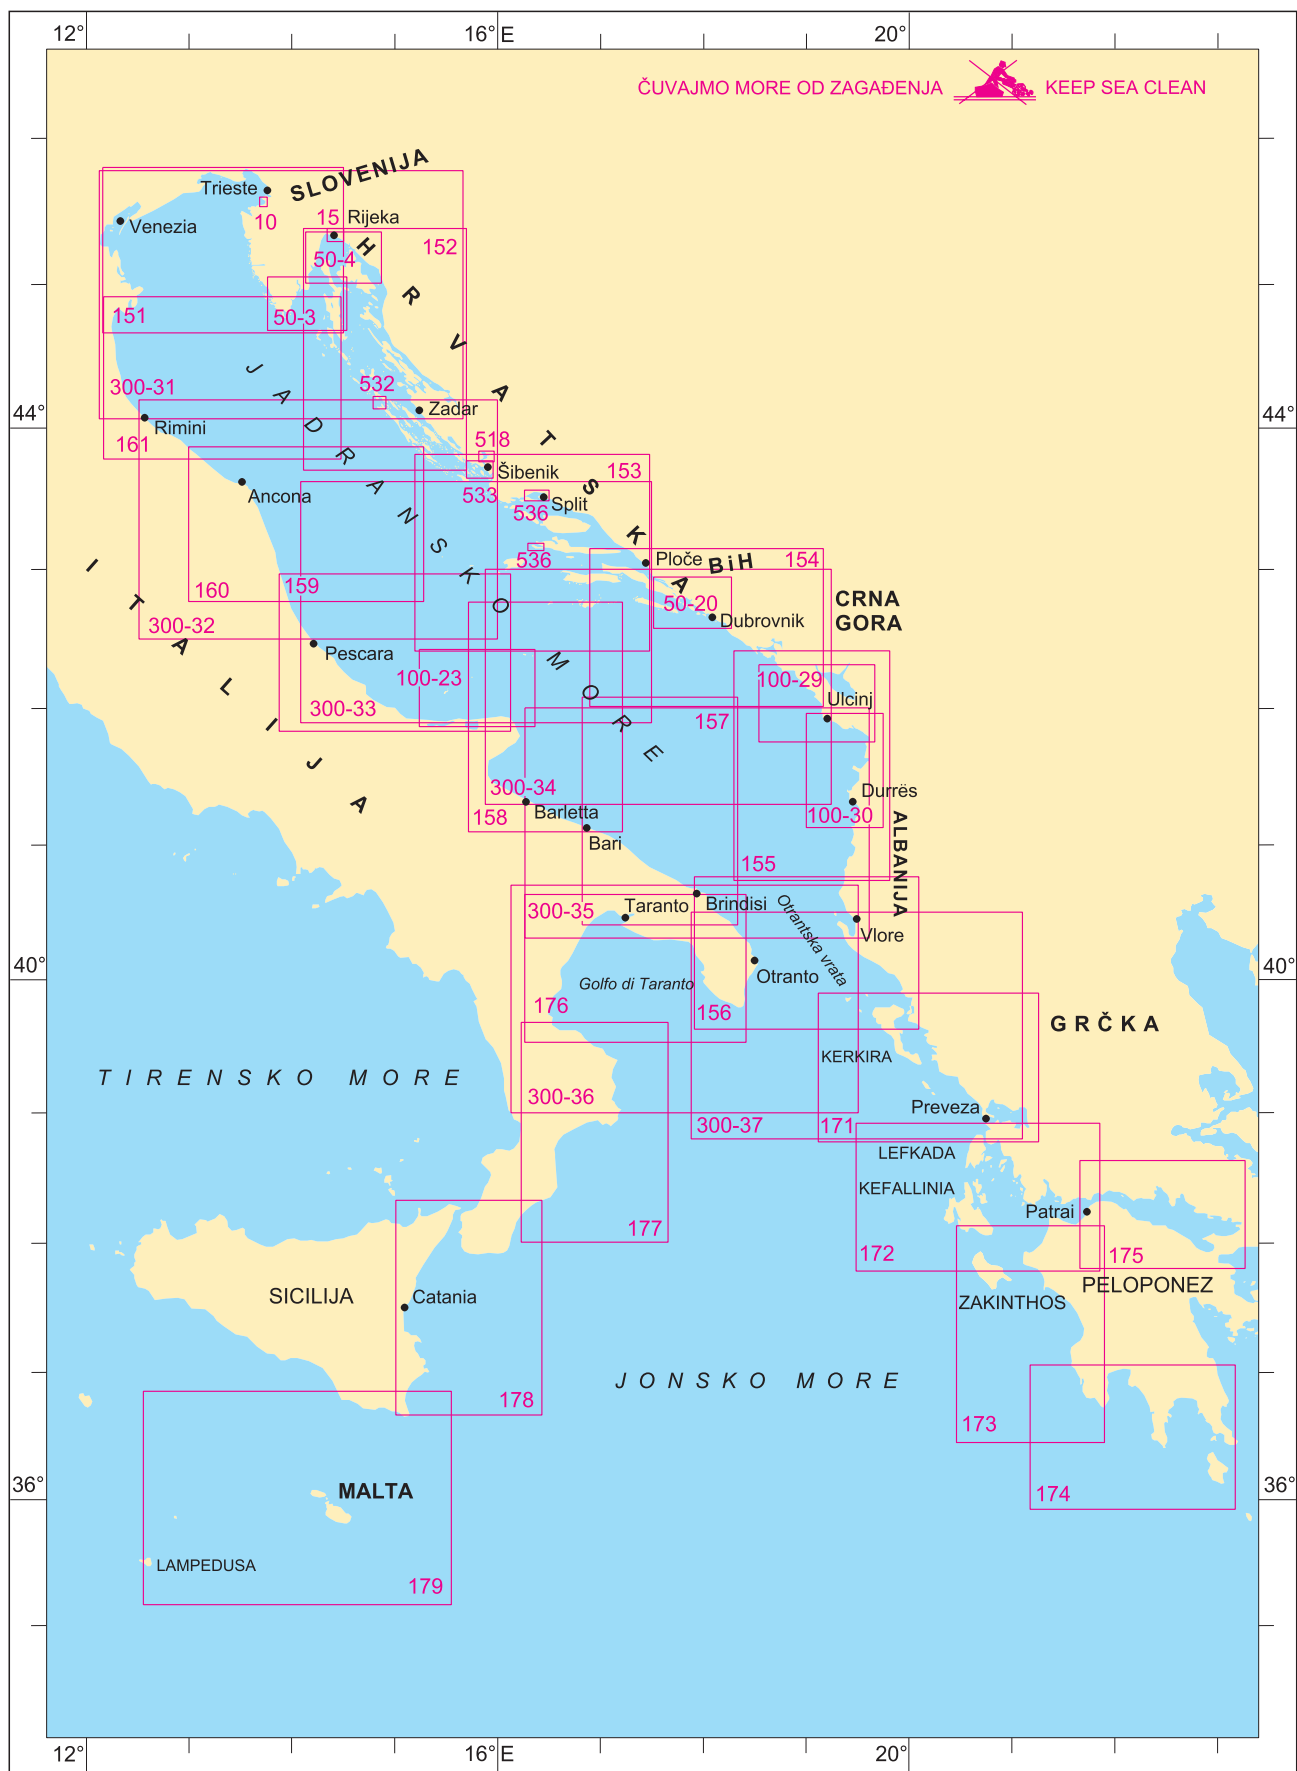 12°
16°E
20°
ČUVAJMO MORE OD ZAGAĐENJA
KEEP SEA CLEAN
SLOVENIJA
Trieste
10
15
Rijeka
Venezia
152
50-4
HRVATSKA
151
50-3
JADRANSKO MORE
300-31
532
Zadar
44°
44°
Rimini
161
518
Šibenik
153
533
Ancona
Split
536
536
Ploče
BiH
154
ITALIJA
160
159
50-20
CRNA
GORA
300-32
Dubrovnik
Pescara
100-23
100-29
Ulcinj
300-33
157
300-34
Durrës
Barletta
158
100-30
Bari
ALBANIJA
155
Taranto
Brindisi
300-35
Otrantska vrata
Vlore
40°
40°
Golfo di Taranto
Otranto
176
156
GRČKA
KERKIRA
TIRENSKO MORE
300-36
Preveza
300-37
171
LEFKADA
KEFALLINIA
Patrai
177
172
175
SICILIJA
Catania
PELOPONEZ
ZAKINTHOS
JONSKO MORE
178
173
36°
36°
MALTA
174
LAMPEDUSA
179
12°
16°E
20°